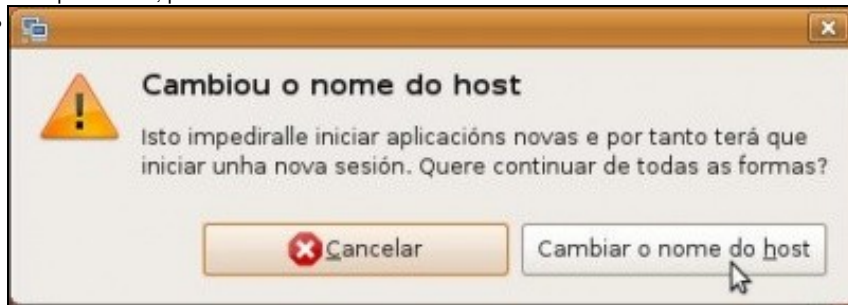 Cambiou o nome do host
Isto impediralle iniciar aplicacións novas e por tanto terá que
iniciar unha nova sesión. Quere continuar de todas as formas?
Cancelar
Cambiar o nome do host